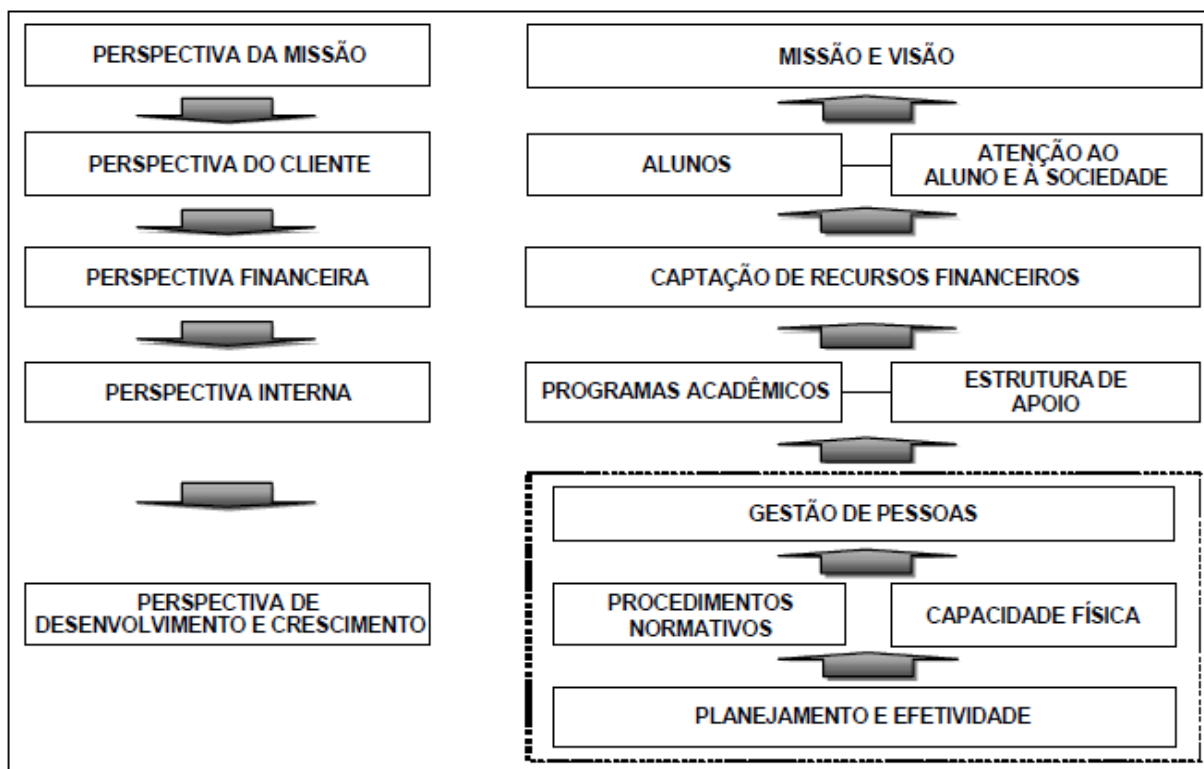 PERSPECTIVA DA MISSÃO
MISSÃO E VISÃO
PERSPECTIVA DO CLIENTE
ALUNOS
ATENÇÃO AO
ALUNO E À SOCIEDADE
PERSPECTIVA FINANCEIRA
CAPTAÇÃO DE RECURSOS FINANCEIROS
PERSPECTIVA INTERNA
PROGRAMAS ACADÊMICOS
ESTRUTURA DE
APOIO
GESTÃO DE PESSOAS
PERSPECTIVA DE
DESENVOLVIMENTO E CRESCIMENTO
PROCEDIMENTOS
NORMATIVOS
CAPACIDADE FÍSICA
PLANEJAMENTO E EFETIVIDADE